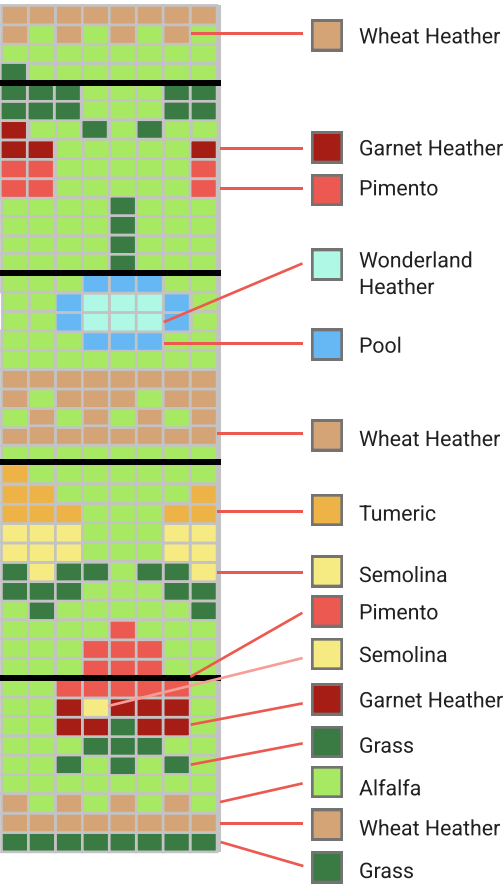 Wheat Heather
Garnet Heather
Pimento
Wonderland
Heather
Pool
Wheat Heather
Tumeric
Semolina
Pimento
Semolina
Garnet Heather
Grass
Alfalfa
Wheat Heather
Grass